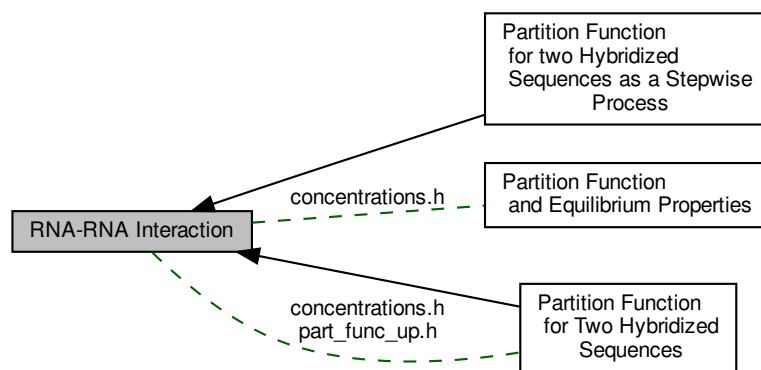 Partition Function
for two Hybridized
Sequences as a Stepwise
Process
concentrations.h
Partition Function
and Equilibrium Properties
RNA-RNA Interaction
concentrations.h
part_func_up.h
Partition Function
for Two Hybridized
Sequences